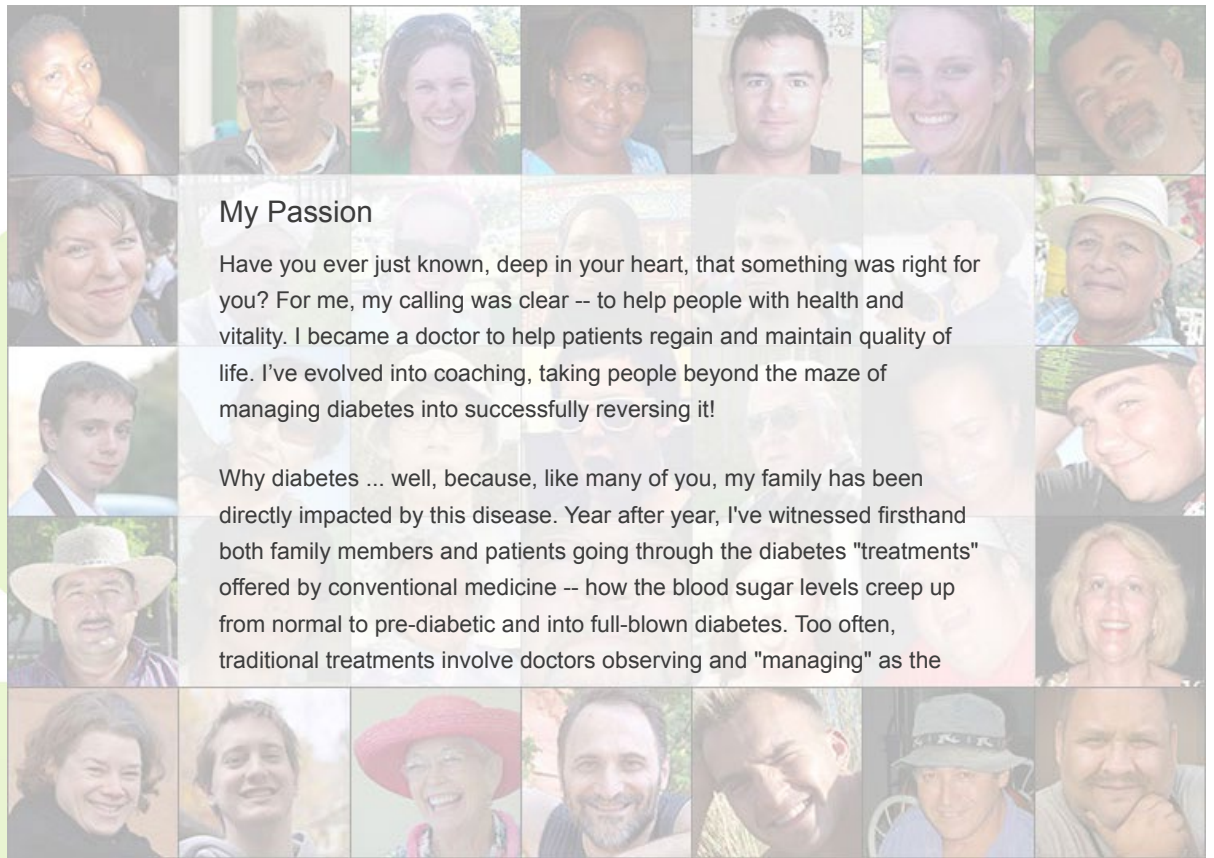 My Passion
Have you ever just known, deep in your heart, that something was right for
you? For me, my calling was clear -- to help people with health and
vitality. I became a doctor to help patients regain and maintain quality of
life. I’ve evolved into coaching, taking people beyond the maze of
managing diabetes into successfully reversing it!
Why diabetes ... well, because, like many of you, my family has been
directly impacted by this disease. Year after year, I've witnessed firsthand
both family members and patients going through the diabetes "treatments"
offered by conventional medicine -- how the blood sugar levels creep up
from normal to pre-diabetic and into full-blown diabetes. Too often,
traditional treatments involve doctors observing and "managing" as the